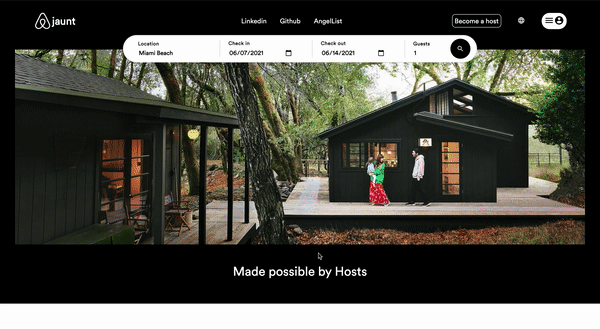 jaunt
Linkedin Github AngelList
Become a host
Location
Miami Beach
Check in
06/07/2021
Check out
06/14/2021
Guests
1
Made possible by Hosts